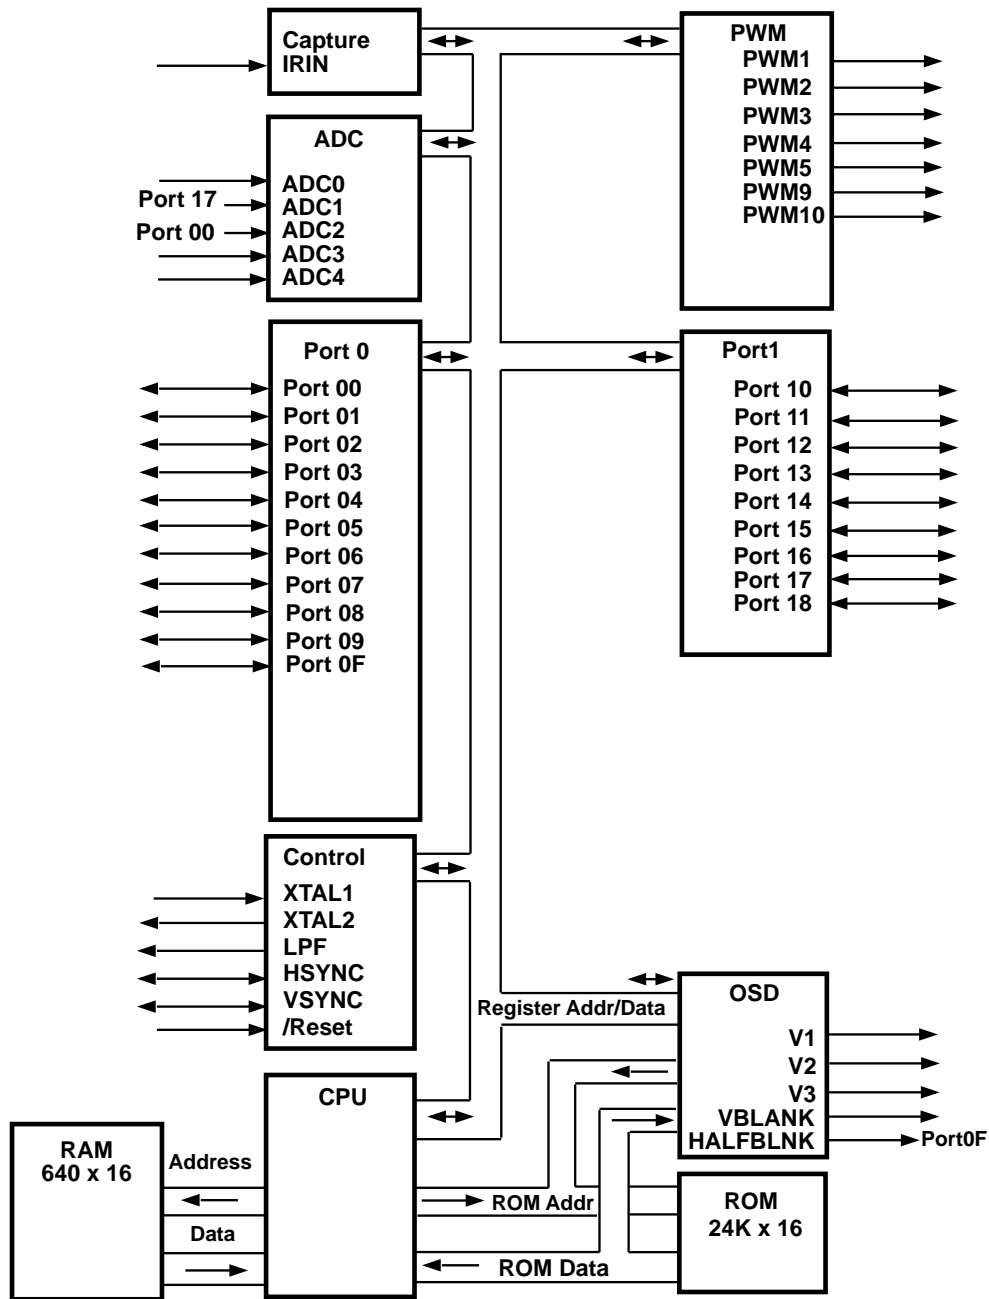 Capture
IRIN
PWM
PWM1
PWM2
PWM3
PWM4
PWM5
PWM9
PWM10
ADC
ADC0
Port 17
ADC1
Port 00
ADC2
ADC3
ADC4
Port 0
Port 00
Port 01
Port 02
Port 03
Port 04
Port 05
Port 06
Port 07
Port 08
Port 09
Port 0F
Port1
Port 10
Port 11
Port 12
Port 13
Port 14
Port 15
Port 16
Port 17
Port 18
Control
XTAL1
XTAL2
LPF
HSYNC
VSYNC
/Reset
Register Addr/Data
OSD
V1
V2
V3
VBLANK
HALFBLNK
Port0F
CPU
RAM
640 x 16
Address
Data
ROM Addr
ROM Data
ROM
24K x 16